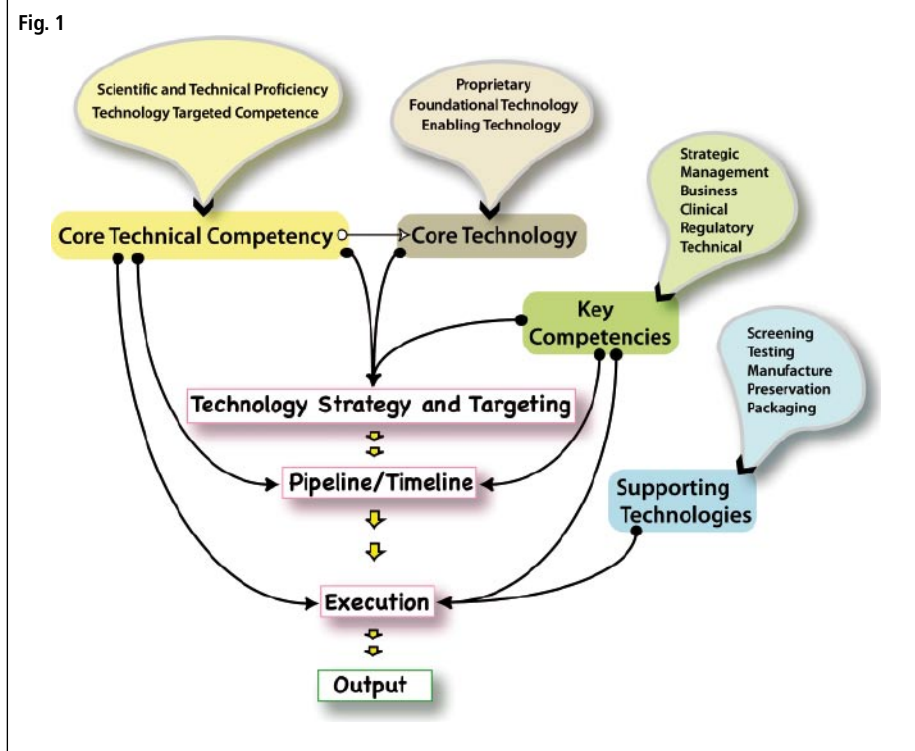 Fig. 1
Scientific and Technical Proficiency
Technology Targeted Competence
Proprietary
Foundational Technology
Enabling Technology
Strategic
Management
Business
Clinical
Regulatory
Technical
Core Technical Competency
Core Technology
Key
Competencies
Screening
Testing
Manufacture
Preservation
Packaging
Technology Strategy and Targeting
Pipeline/Timeline
Supporting
Technologies
Execution
Output